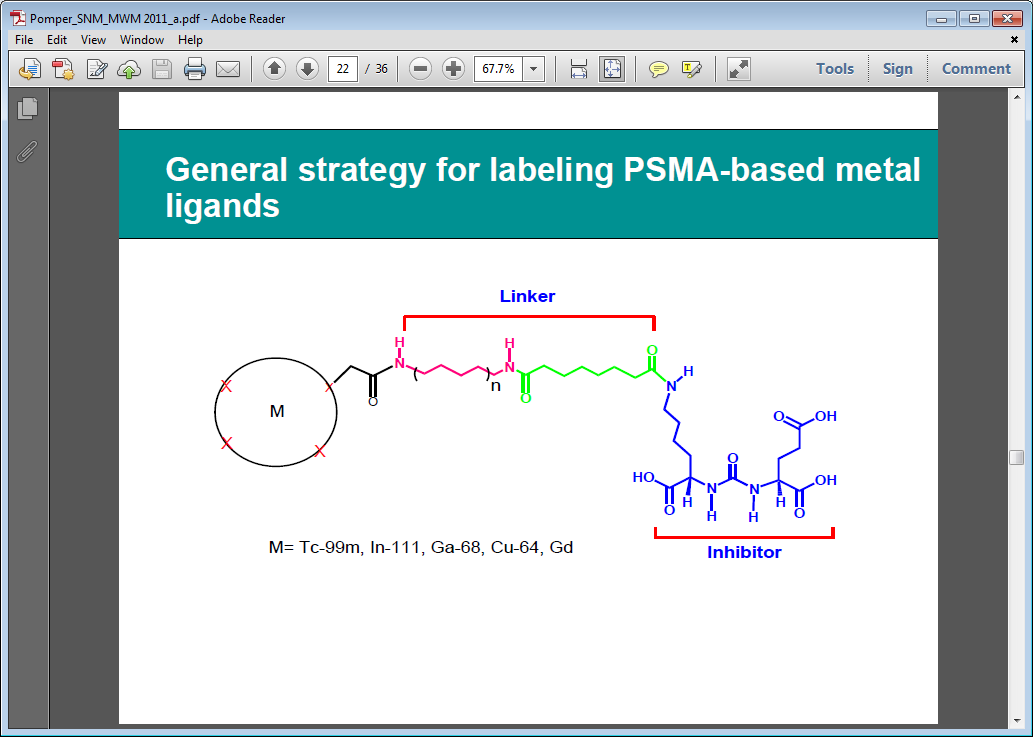 Pomper_SNM_MWM 2011_a.pdf - Adobe Reader
File Edit View Window Help
22 / 36 67.7% Tools Sign Comment
General strategy for labeling PSMA-based metal
ligands
Linker
H H O
N N H
( )n N
O O
X X M
X X
O OH
HO O OH
N N
O H H O
H H
M= Tc-99m, In-111, Ga-68, Cu-64, Gd
Inhibitor